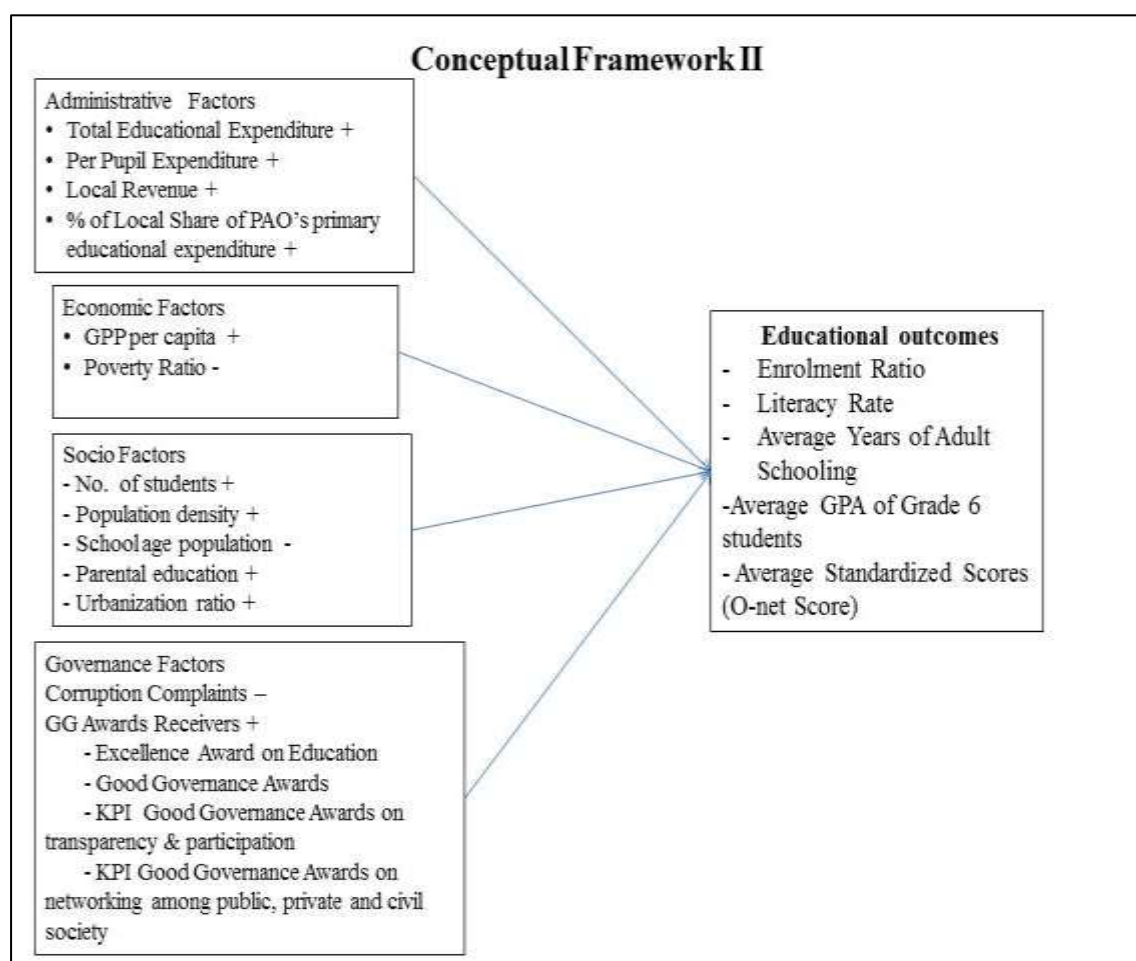 Conceptual Framework II
Administrative Factors
• Total Educational Expenditure +
• Per Pupil Expenditure +
• Local Revenue +
• % of Local Share of PAO's primary
educational expenditure +
Economic Factors
• GPP per capita +
• Poverty Ratio -
Socio Factors
- No. of students +
- Population density +
- School age population -
- Parental education +
- Urbanization ratio +
Governance Factors
Corruption Complaints –
GG Awards Receivers +
- Excellence Award on Education
- Good Governance Awards
- KPI Good Governance Awards on
transparency & participation
- KPI Good Governance Awards on
networking among public, private and civil
society
Educational outcomes
- Enrolment Ratio
- Literacy Rate
- Average Years of Adult
Schooling
-Average GPA of Grade 6
students
- Average Standardized Scores
(O-net Score)